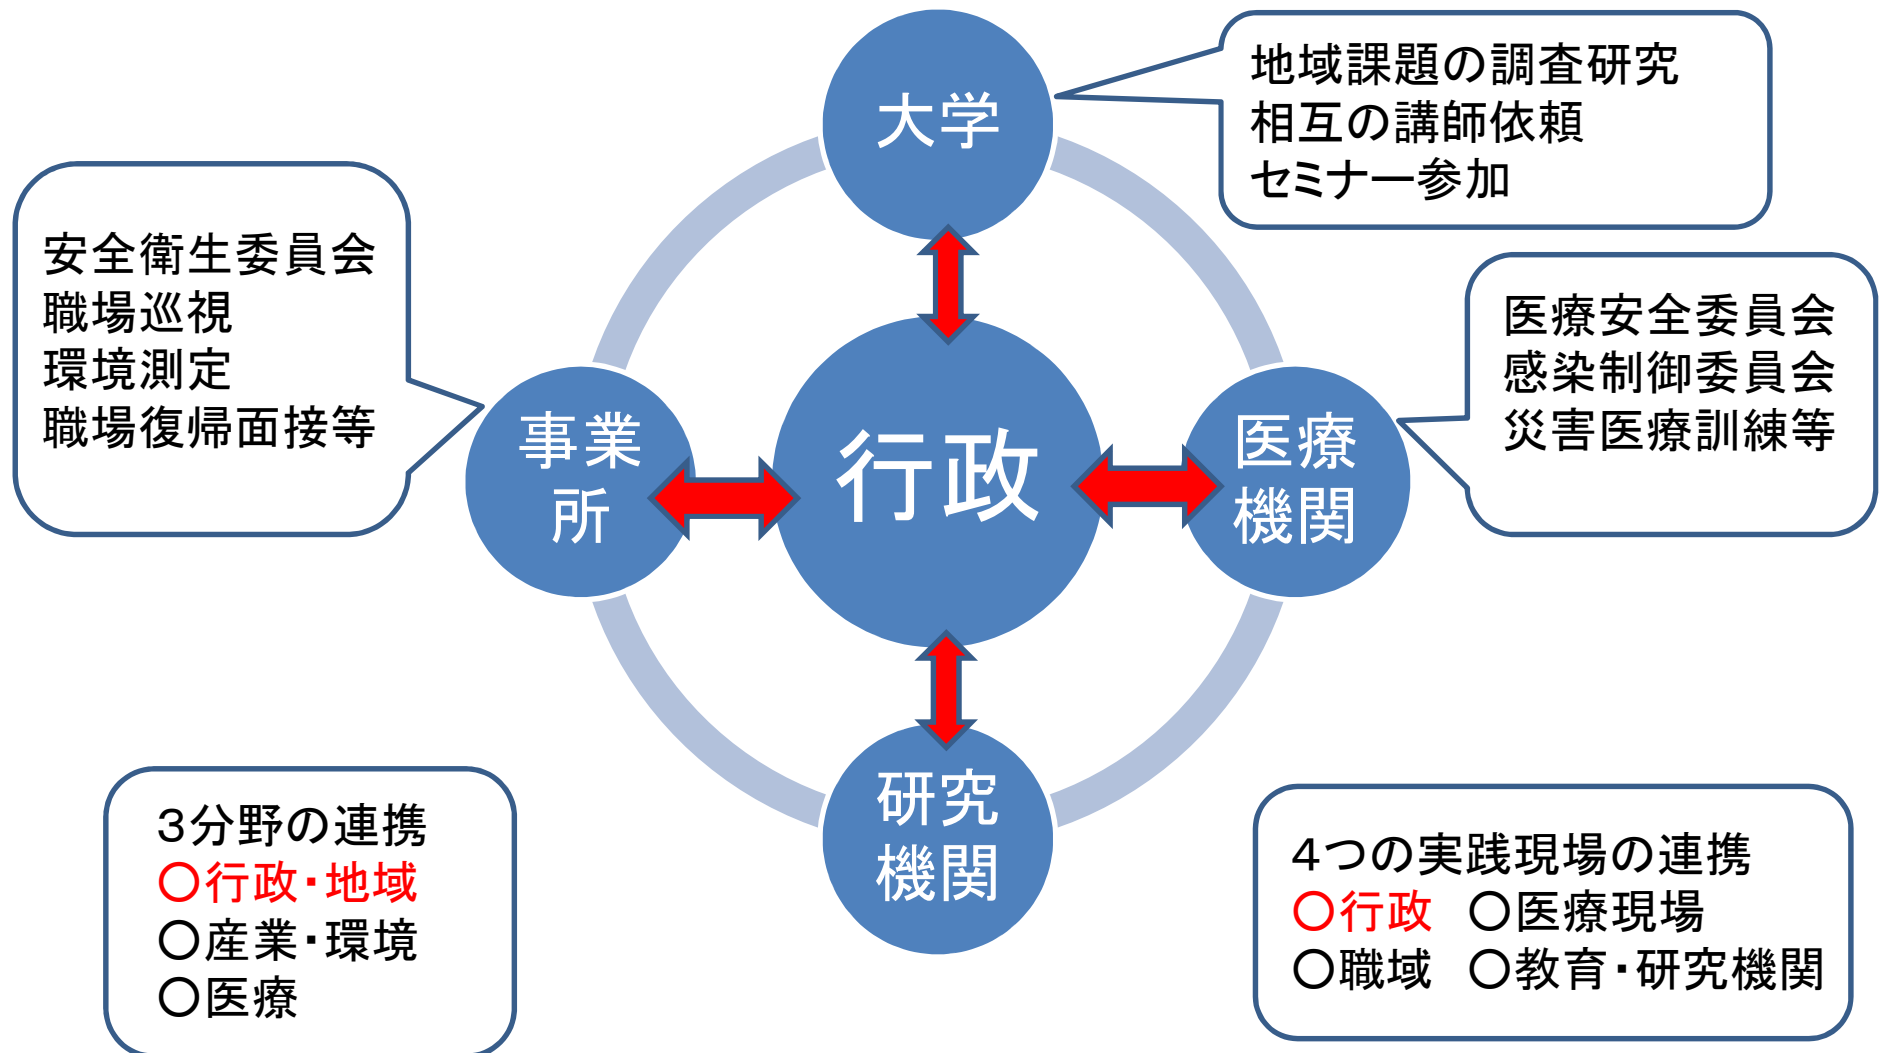 大学
地域課題の調査研究
相互の講師依頼
セミナー参加
安全衛生委員会
職場巡視
環境測定
職場復帰面接等
医療安全委員会
感染制御委員会
災害医療訓練等
事業
所
行政
医療
機関
研究
機関
３分野の連携
○行政・地域
○産業・環境
○医療
４つの実践現場の連携
○行政　○医療現場
○職域　○教育・研究機関